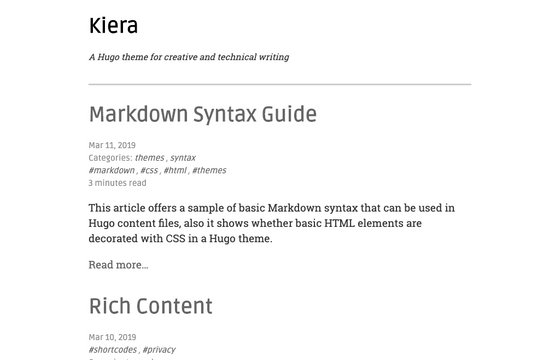 Kiera
A Hugo theme for creative and technical writing
Markdown Syntax Guide
Mar 11, 2019
Categories: themes , syntax
#markdown , #css , #html , #themes
3 minutes read
This article offers a sample of basic Markdown syntax that can be used in
Hugo content files, also it shows whether basic HTML elements are
decorated with CSS in a Hugo theme.
Read more...
Rich Content
Mar 10, 2019
#shortcodes , #privacy